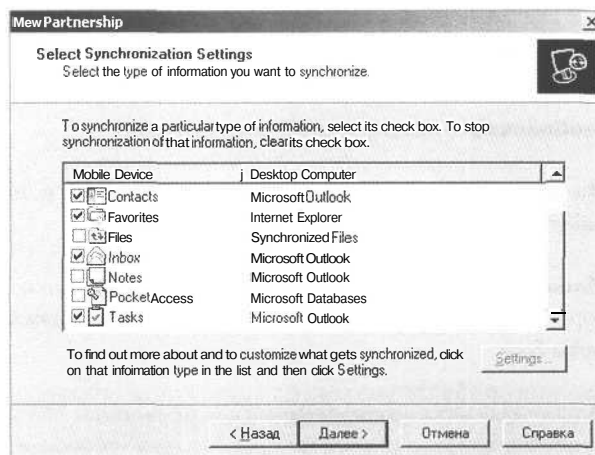 Mew Partnership
Select Synchronization Settings
Select the type of information you want to synchronize.
To synchronize a particular type of information, select its check box. To stop
synchronization of that information, clear its check box.
Mobile Device j Desktop Computer
Contacts Microsoft Outlook
Favorites Internet Explorer
Files Synchronized Files
Inbox Microsoft Outlook
Notes Microsoft Outlook
Pocket Access Microsoft Databases
Tasks Microsoft Outlook
To find out more about and to customize what gets synchronized, click
on that infoimation type in the list and then click Settings.
Settings...
< Назад Далее > Отмена Справка